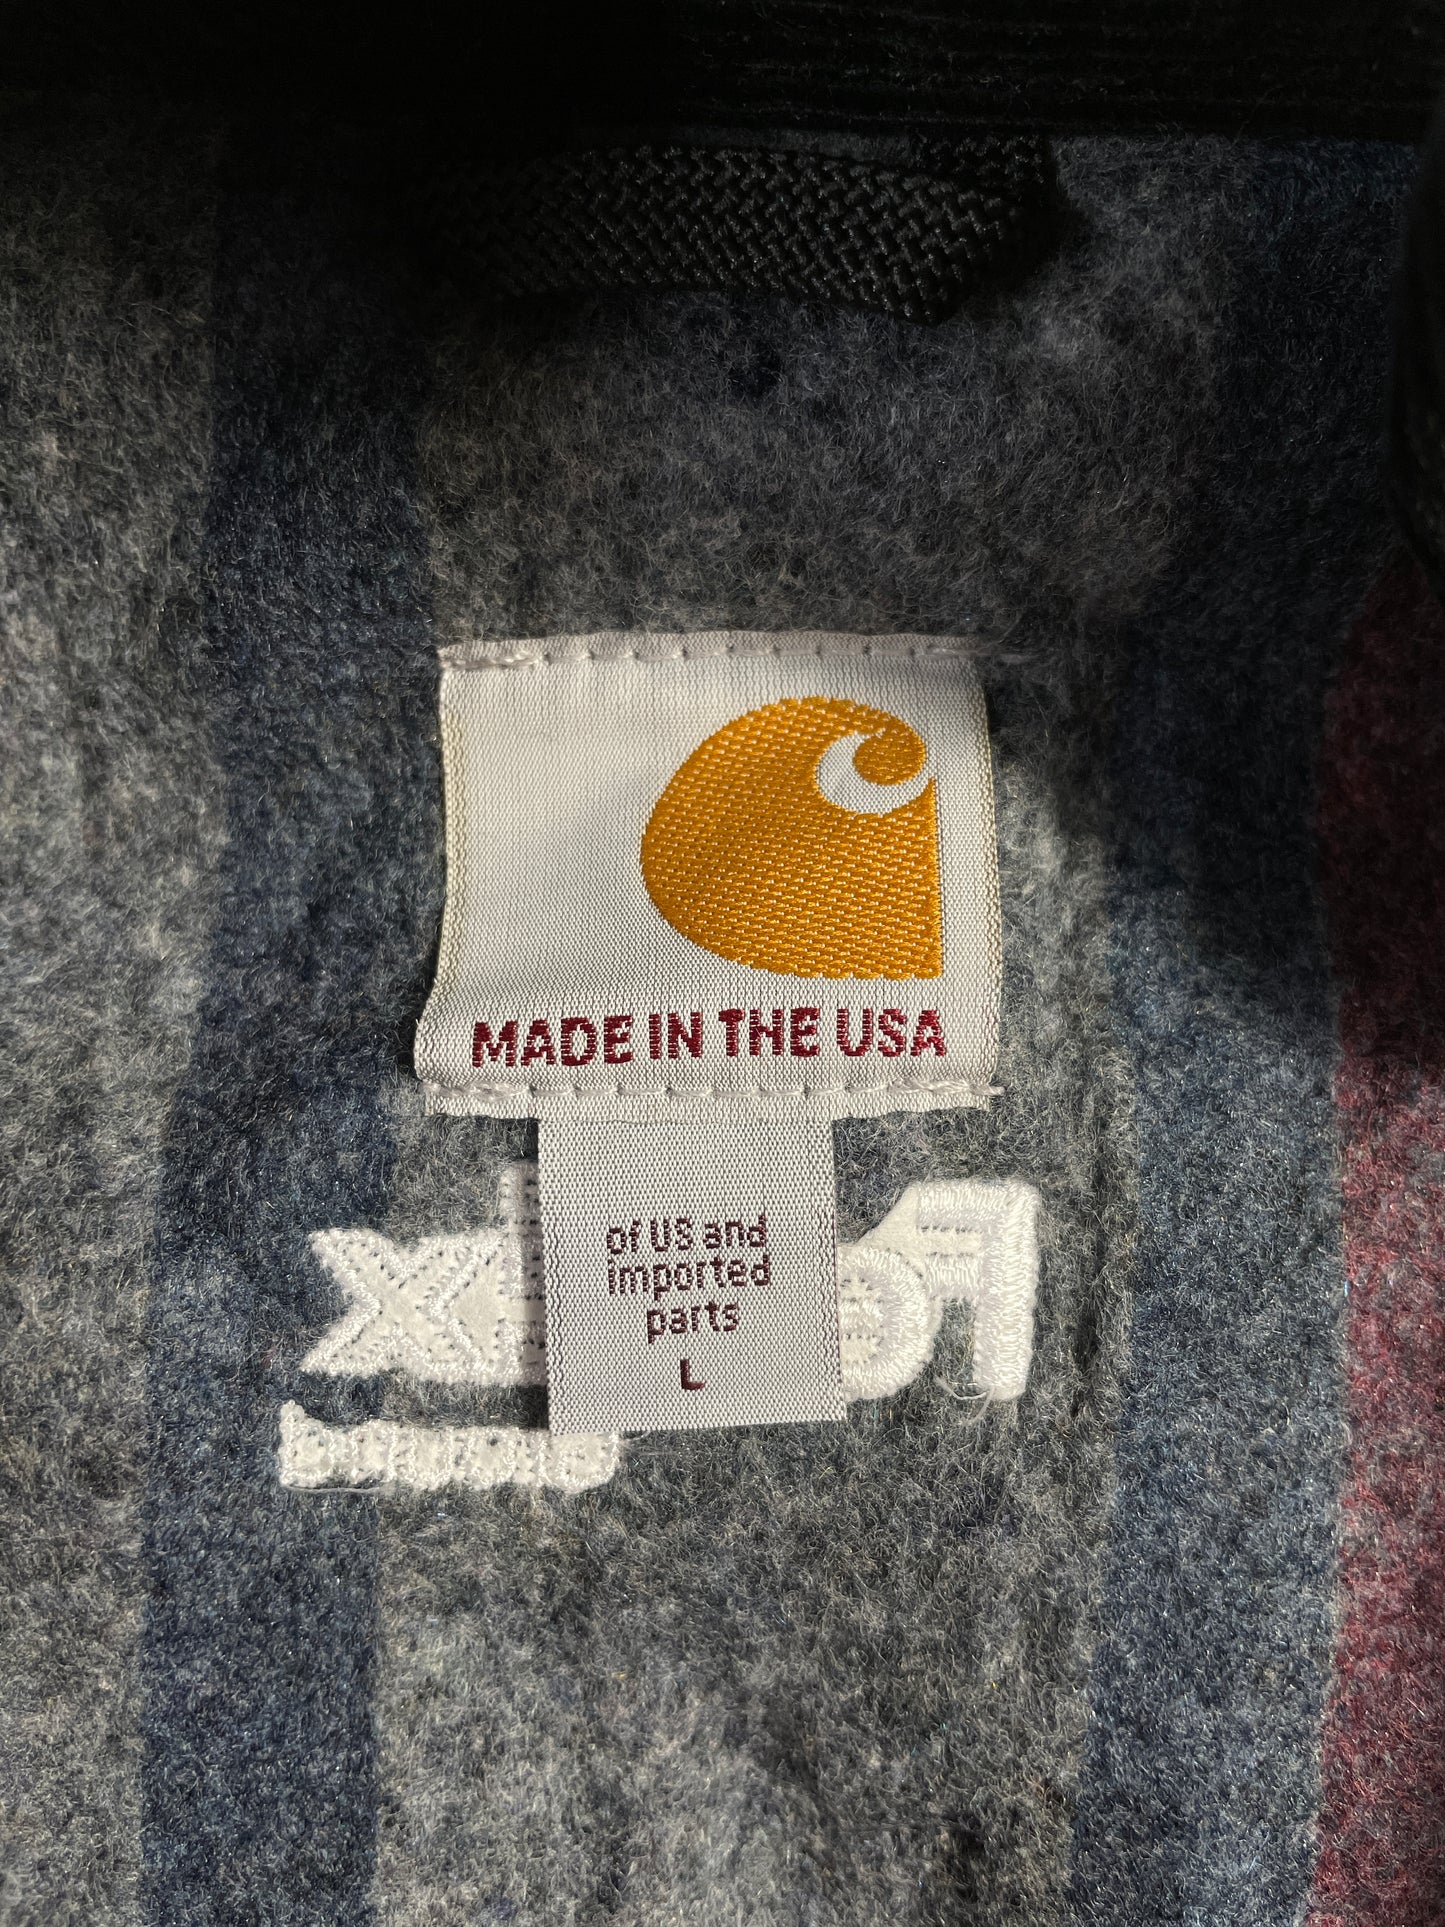 MADE IN THE USA
of US and
imported
parts
L